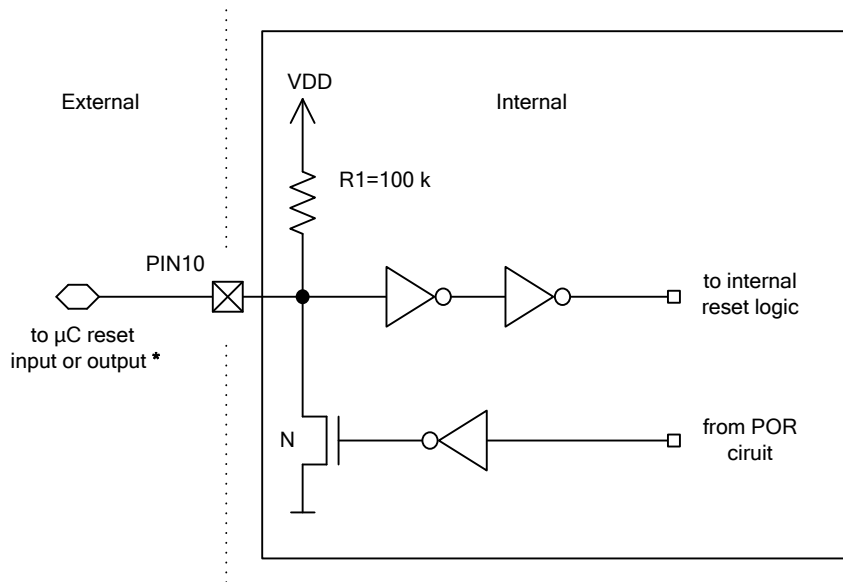 VDD
External
Internal
R1=100 k
PIN10
to internal
reset logic
to µC reset
input or output *
N
from POR
ciruit